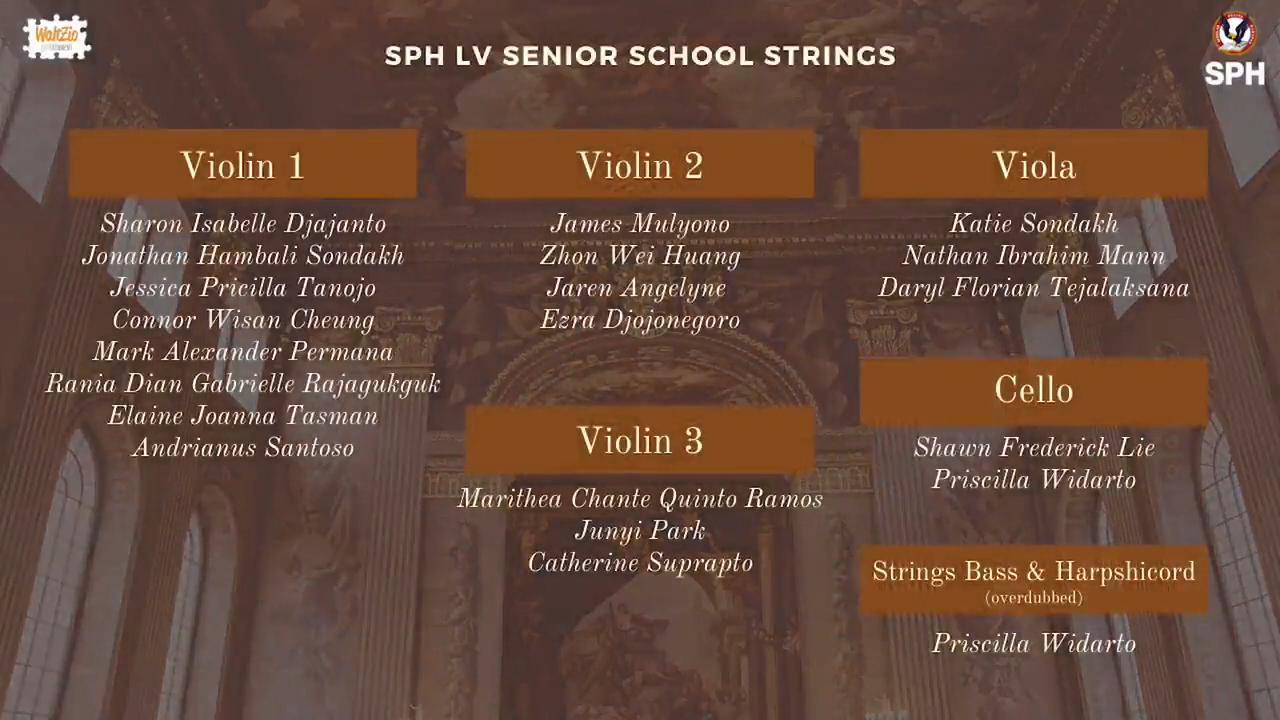 WaltZio
SPH
SPH LV SENIOR SCHOOL STRINGS
Violin 1
Sharon Isabelle Djajanto
Jonathan Hambali Sondakh
Jessica Pricilla Tanojo
Connor Wisan Cheung
Mark Alexander Permana
Rania Dian Gabrielle Rajagukguk
Elaine Joanna Tasman
Andrianus Santoso
Violin 2
James Mulyono
Zhon Wei Huang
Jaren Angelyne
Ezra Djojonegoro
Violin 3
Marithea Chante Quinto Ramos
Junyi Park
Catherine Suprapto
Viola
Katie Sondakh
Nathan Ibrahim Mann
Daryl Florian Tejalaksana
Cello
Shawn Frederick Lie
Priscilla Widarto
Strings Bass & Harpshicord
(overdubbed)
Priscilla Widarto